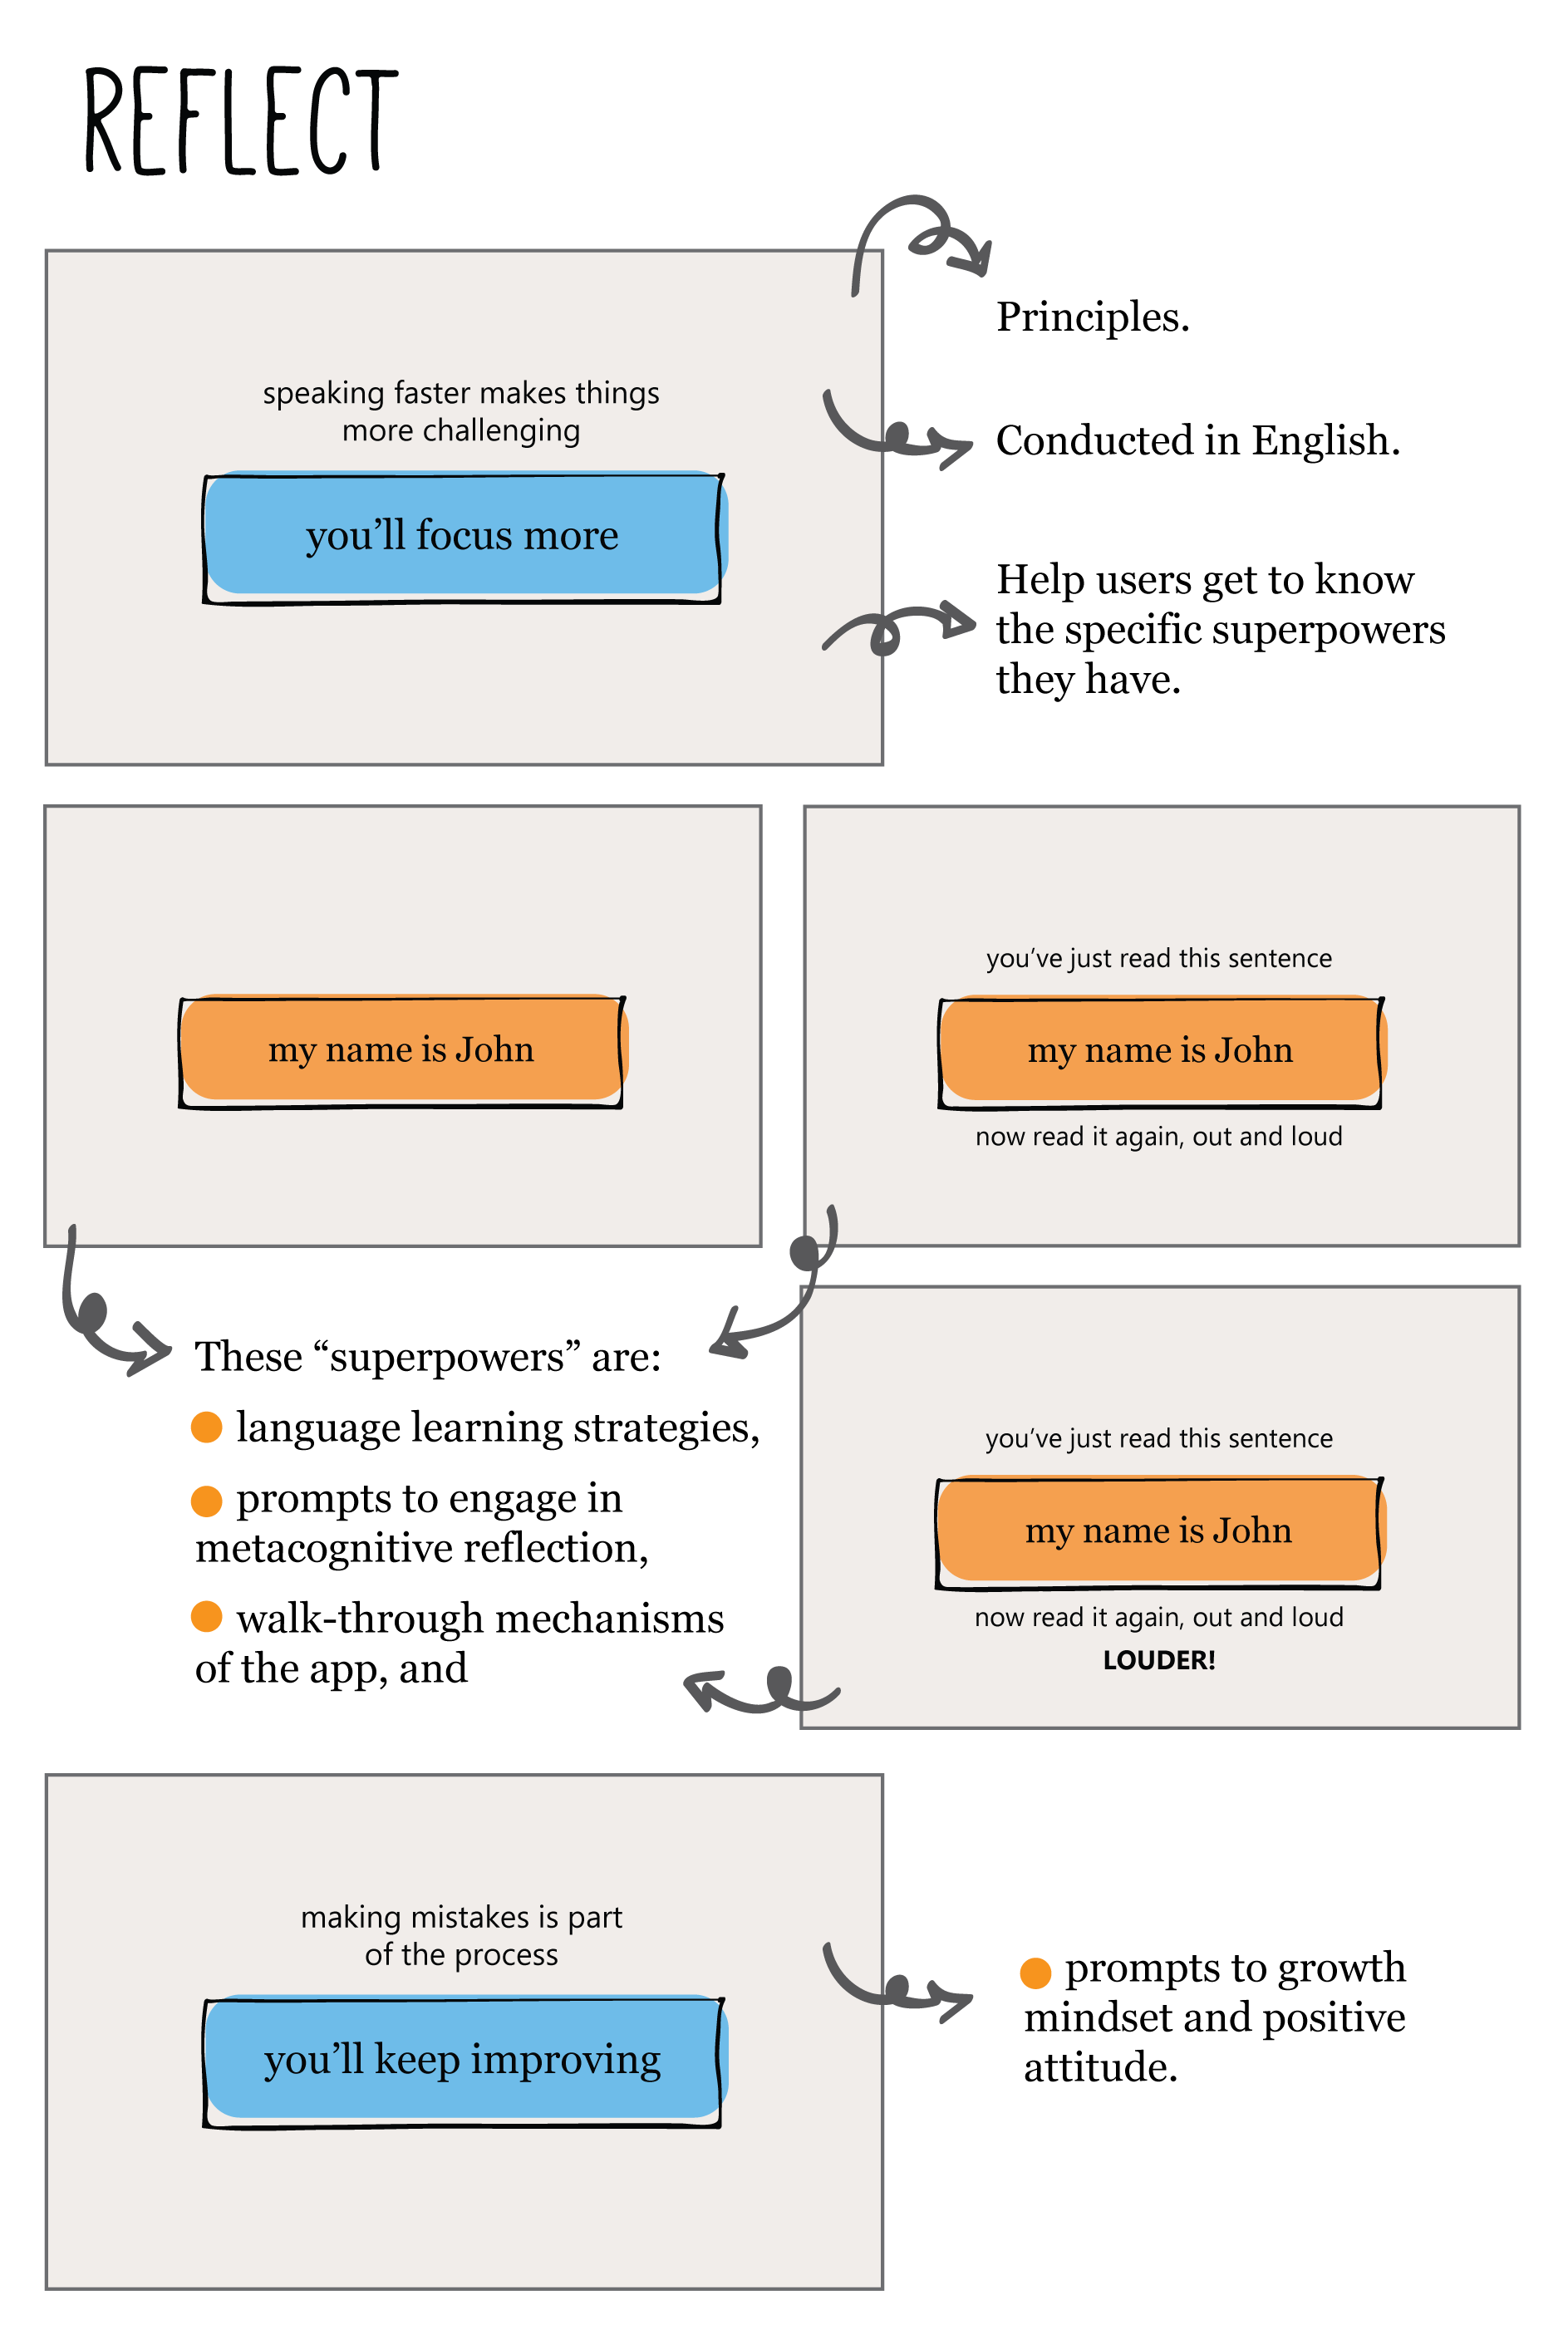 REFLECT
speaking faster makes things
more challenging
you’ll focus more
Principles.
Conducted in English.
Help users get to know
the specific superpowers
they have.
my name is John
you’ve just read this sentence
my name is John
now read it again, out and loud
These “superpowers” are:
language learning strategies,
prompts to engage in
metacognitive reflection,
walk-through mechanisms
of the app, and
you’ve just read this sentence
my name is John
now read it again, out and loud
LOUDER!
making mistakes is part
of the process
you’ll keep improving
prompts to growth
mindset and positive
attitude.